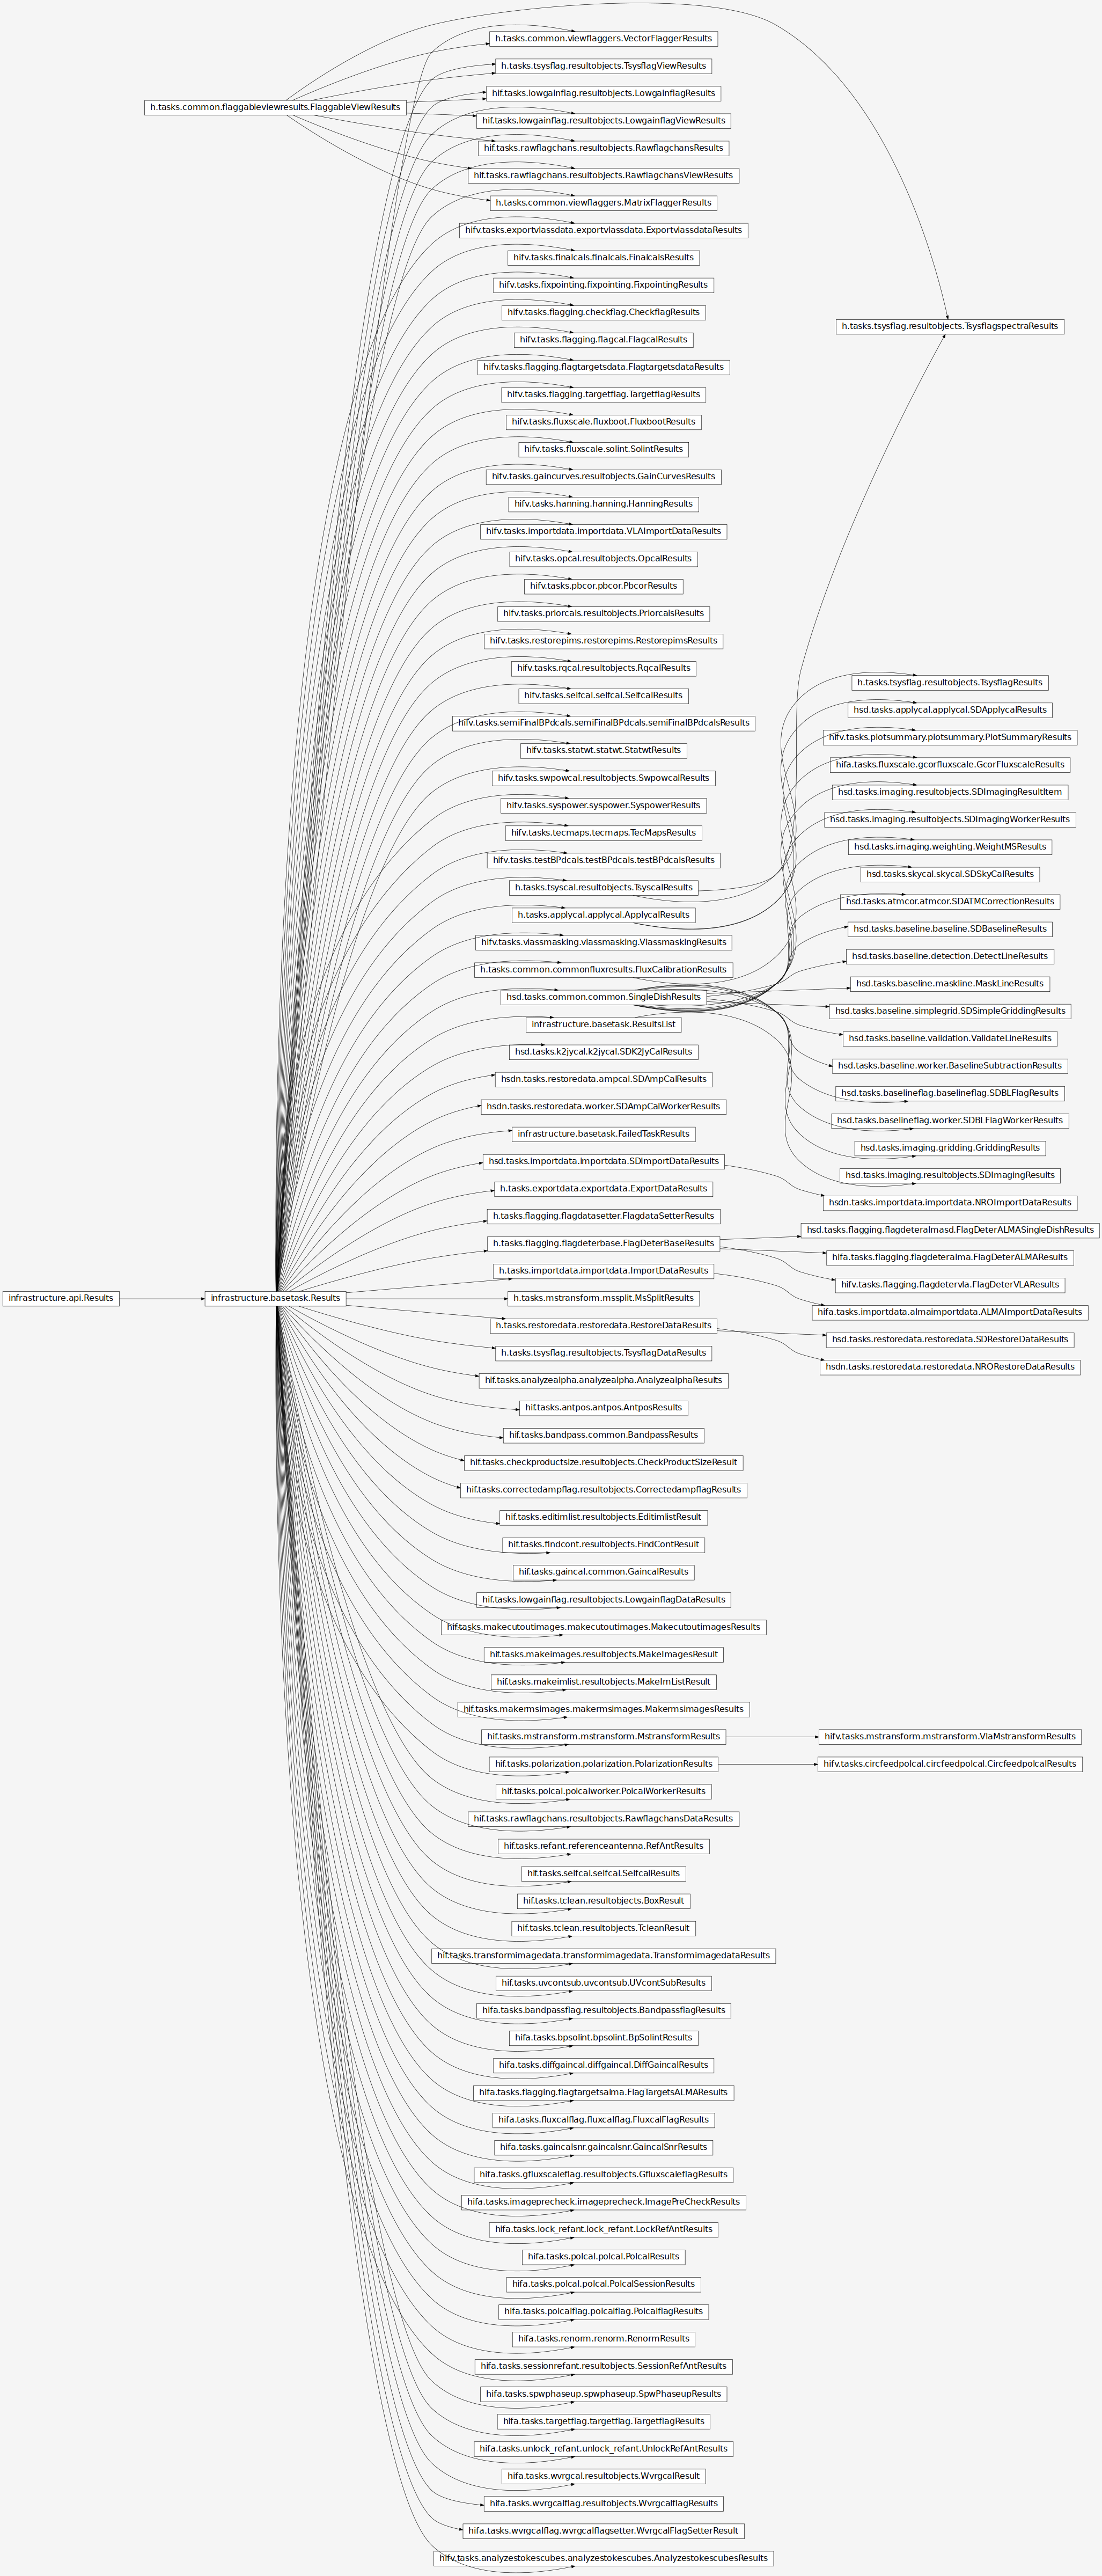 h.tasks.common.viewflaggers.VectorFlaggerResults
h.tasks.tsysflag.resultobjects.TsysflagViewResults
hif.tasks.lowgainflag.resultobjects.LowgainflagResults
h.tasks.common.flaggableviewresults.FlaggableViewResults
hif.tasks.lowgainflag.resultobjects.LowgainflagViewResults
hif.tasks.rawflagchans.resultobjects.RawflagchansResults
hif.tasks.rawflagchans.resultobjects.RawflagchansViewResults
h.tasks.common.viewflaggers.MatrixFlaggerResults
hifv.tasks.exportvlassdata.exportvlassdata.ExportvlassdataResults
hifv.tasks.finalcals.finalcals.FinalcalsResults
hifv.tasks.fixpointing.fixpointing.FixpointingResults
hifv.tasks.flagging.checkflag.CheckflagResults
h.tasks.tsysflag.resultobjects.TsysflagspectraResults
hifv.tasks.flagging.flagcal.FlagcalResults
hifv.tasks.flagging.flagtargetsdata.FlagtargetsdataResults
hifv.tasks.flagging.targetflag.TargetflagResults
hifv.tasks.fluxscale.fluxboot.FluxbootResults
hifv.tasks.fluxscale.solint.SolintResults
hifv.tasks.gaincurves.resultobjects.GainCurvesResults
hifv.tasks.hanning.hanning.HanningResults
hifv.tasks.importdata.importdata.VLAImportDataResults
hifv.tasks.opcal.resultobjects.OpcalResults
hifv.tasks.pbcor.pbcor.PbcorResults
hifv.tasks.priorcals.resultobjects.PriorcalsResults
hifv.tasks.restorepims.restorepims.RestorepimsResults
hifv.tasks.rqcal.resultobjects.RqcalResults
h.tasks.tsysflag.resultobjects.TsysflagResults
hifv.tasks.selfcal.selfcal.SelfcalResults
hsd.tasks.applycal.applycal.SDApplycalResults
hifv.tasks.semiFinalBPdcals.semiFinalBPdcals.semiFinalBPdcalsResults
hifv.tasks.plotsummary.plotsummary.PlotSummaryResults
hifv.tasks.statwt.statwt.StatwtResults
hifa.tasks.fluxscale.gcorfluxscale.GcorFluxscaleResults
hifv.tasks.swpowcal.resultobjects.SwpowcalResults
hsd.tasks.imaging.resultobjects.SDImagingResultItem
hifv.tasks.syspower.syspower.SyspowerResults
hsd.tasks.imaging.resultobjects.SDImagingWorkerResults
hifv.tasks.tecmaps.tecmaps.TecMapsResults
hsd.tasks.imaging.weighting.WeightMSResults
hifv.tasks.testBPdcals.testBPdcals.testBPdcalsResults
hsd.tasks.skycal.skycal.SDSkyCalResults
h.tasks.tsyscal.resultobjects.TsyscalResults
hsd.tasks.atmcor.atmcor.SDATMCorrectionResults
h.tasks.applycal.applycal.ApplycalResults
hsd.tasks.baseline.baseline.SDBaselineResults
hifv.tasks.vlassmasking.vlassmasking.VlassmaskingResults
hsd.tasks.baseline.detection.DetectLineResults
h.tasks.common.commonfluxresults.FluxCalibrationResults
hsd.tasks.baseline.maskline.MaskLineResults
hsd.tasks.common.common.SingleDishResults
hsd.tasks.baseline.simplegrid.SDSimpleGriddingResults
infrastructure.basetask.ResultsList
hsd.tasks.baseline.validation.ValidateLineResults
hsd.tasks.k2jycal.k2jycal.SDK2JyCalResults
hsd.tasks.baseline.worker.BaselineSubtractionResults
hsdn.tasks.restoredata.ampcal.SDAmpCalResults
hsd.tasks.baselineflag.baselineflag.SDBLFlagResults
hsdn.tasks.restoredata.worker.SDAmpCalWorkerResults
hsd.tasks.baselineflag.worker.SDBLFlagWorkerResults
infrastructure.basetask.FailedTaskResults
hsd.tasks.imaging.gridding.GriddingResults
hsd.tasks.importdata.importdata.SDImportDataResults
hsd.tasks.imaging.resultobjects.SDImagingResults
h.tasks.exportdata.exportdata.ExportDataResults
hsdn.tasks.importdata.importdata.NROImportDataResults
h.tasks.flagging.flagdatasetter.FlagdataSetterResults
hsd.tasks.flagging.flagdeteralmasd.FlagDeterALMASingleDishResults
h.tasks.flagging.flagdeterbase.FlagDeterBaseResults
hifa.tasks.flagging.flagdeteralma.FlagDeterALMAResults
h.tasks.importdata.importdata.ImportDataResults
hifv.tasks.flagging.flagdetervla.FlagDeterVLAResults
infrastructure.api.Results
infrastructure.basetask.Results
h.tasks.mstransform.mssplit.MsSplitResults
hifa.tasks.importdata.almaimportdata.ALMAImportDataResults
h.tasks.restoredata.restoredata.RestoreDataResults
hsd.tasks.restoredata.restoredata.SDRestoreDataResults
h.tasks.tsysflag.resultobjects.TsysflagDataResults
hsdn.tasks.restoredata.restoredata.NRORestoreDataResults
hif.tasks.analyzealpha.analyzealpha.AnalyzealphaResults
hif.tasks.antpos.antpos.AntposResults
hif.tasks.bandpass.common.BandpassResults
hif.tasks.checkproductsize.resultobjects.CheckProductSizeResult
hif.tasks.correctedampflag.resultobjects.CorrectedampflagResults
hif.tasks.editimlist.resultobjects.EditimlistResult
hif.tasks.findcont.resultobjects.FindContResult
hif.tasks.gaincal.common.GaincalResults
hif.tasks.lowgainflag.resultobjects.LowgainflagDataResults
hif.tasks.makecutoutimages.makecutoutimages.MakecutoutimagesResults
hif.tasks.makeimages.resultobjects.MakeImagesResult
hif.tasks.makeimlist.resultobjects.MakeImListResult
hif.tasks.makermsimages.makermsimages.MakermsimagesResults
hif.tasks.mstransform.mstransform.MstransformResults
hifv.tasks.mstransform.mstransform.VlaMstransformResults
hif.tasks.polarization.polarization.PolarizationResults
hifv.tasks.circfeedpolcal.circfeedpolcal.CircfeedpolcalResults
hif.tasks.polcal.polcalworker.PolcalWorkerResults
hif.tasks.rawflagchans.resultobjects.RawflagchansDataResults
hif.tasks.refant.referenceantenna.RefAntResults
hif.tasks.selfcal.selfcal.SelfcalResults
hif.tasks.tclean.resultobjects.BoxResult
hif.tasks.tclean.resultobjects.TcleanResult
hif.tasks.transformimagedata.transformimagedata.TransformimagedataResults
hif.tasks.uvcontsub.uvcontsub.UVcontSubResults
hifa.tasks.bandpassflag.resultobjects.BandpassflagResults
hifa.tasks.bpsolint.bpsolint.BpSolintResults
hifa.tasks.diffgaincal.diffgaincal.DiffGaincalResults
hifa.tasks.flagging.flagtargetsalma.FlagTargetsALMAResults
hifa.tasks.fluxcalflag.fluxcalflag.FluxcalFlagResults
hifa.tasks.gaincalsnr.gaincalsnr.GaincalSnrResults
hifa.tasks.gfluxscaleflag.resultobjects.GfluxscaleflagResults
hifa.tasks.imageprecheck.imageprecheck.ImagePreCheckResults
hifa.tasks.lock_refant.lock_refant.LockRefAntResults
hifa.tasks.polcal.polcal.PolcalResults
hifa.tasks.polcal.polcal.PolcalSessionResults
hifa.tasks.polcalflag.polcalflag.PolcalflagResults
hifa.tasks.renorm.renorm.RenormResults
hifa.tasks.sessionrefant.resultobjects.SessionRefAntResults
hifa.tasks.spwphaseup.spwphaseup.SpwPhaseupResults
hifa.tasks.targetflag.targetflag.TargetflagResults
hifa.tasks.unlock_refant.unlock_refant.UnlockRefAntResults
hifa.tasks.wvrgcal.resultobjects.WvrgcalResult
hifa.tasks.wvrgcalflag.resultobjects.WvrgcalflagResults
hifa.tasks.wvrgcalflag.wvrgcalflagsetter.WvrgcalFlagSetterResult
hifv.tasks.analyzestokescubes.analyzestokescubes.AnalyzestokescubesResults